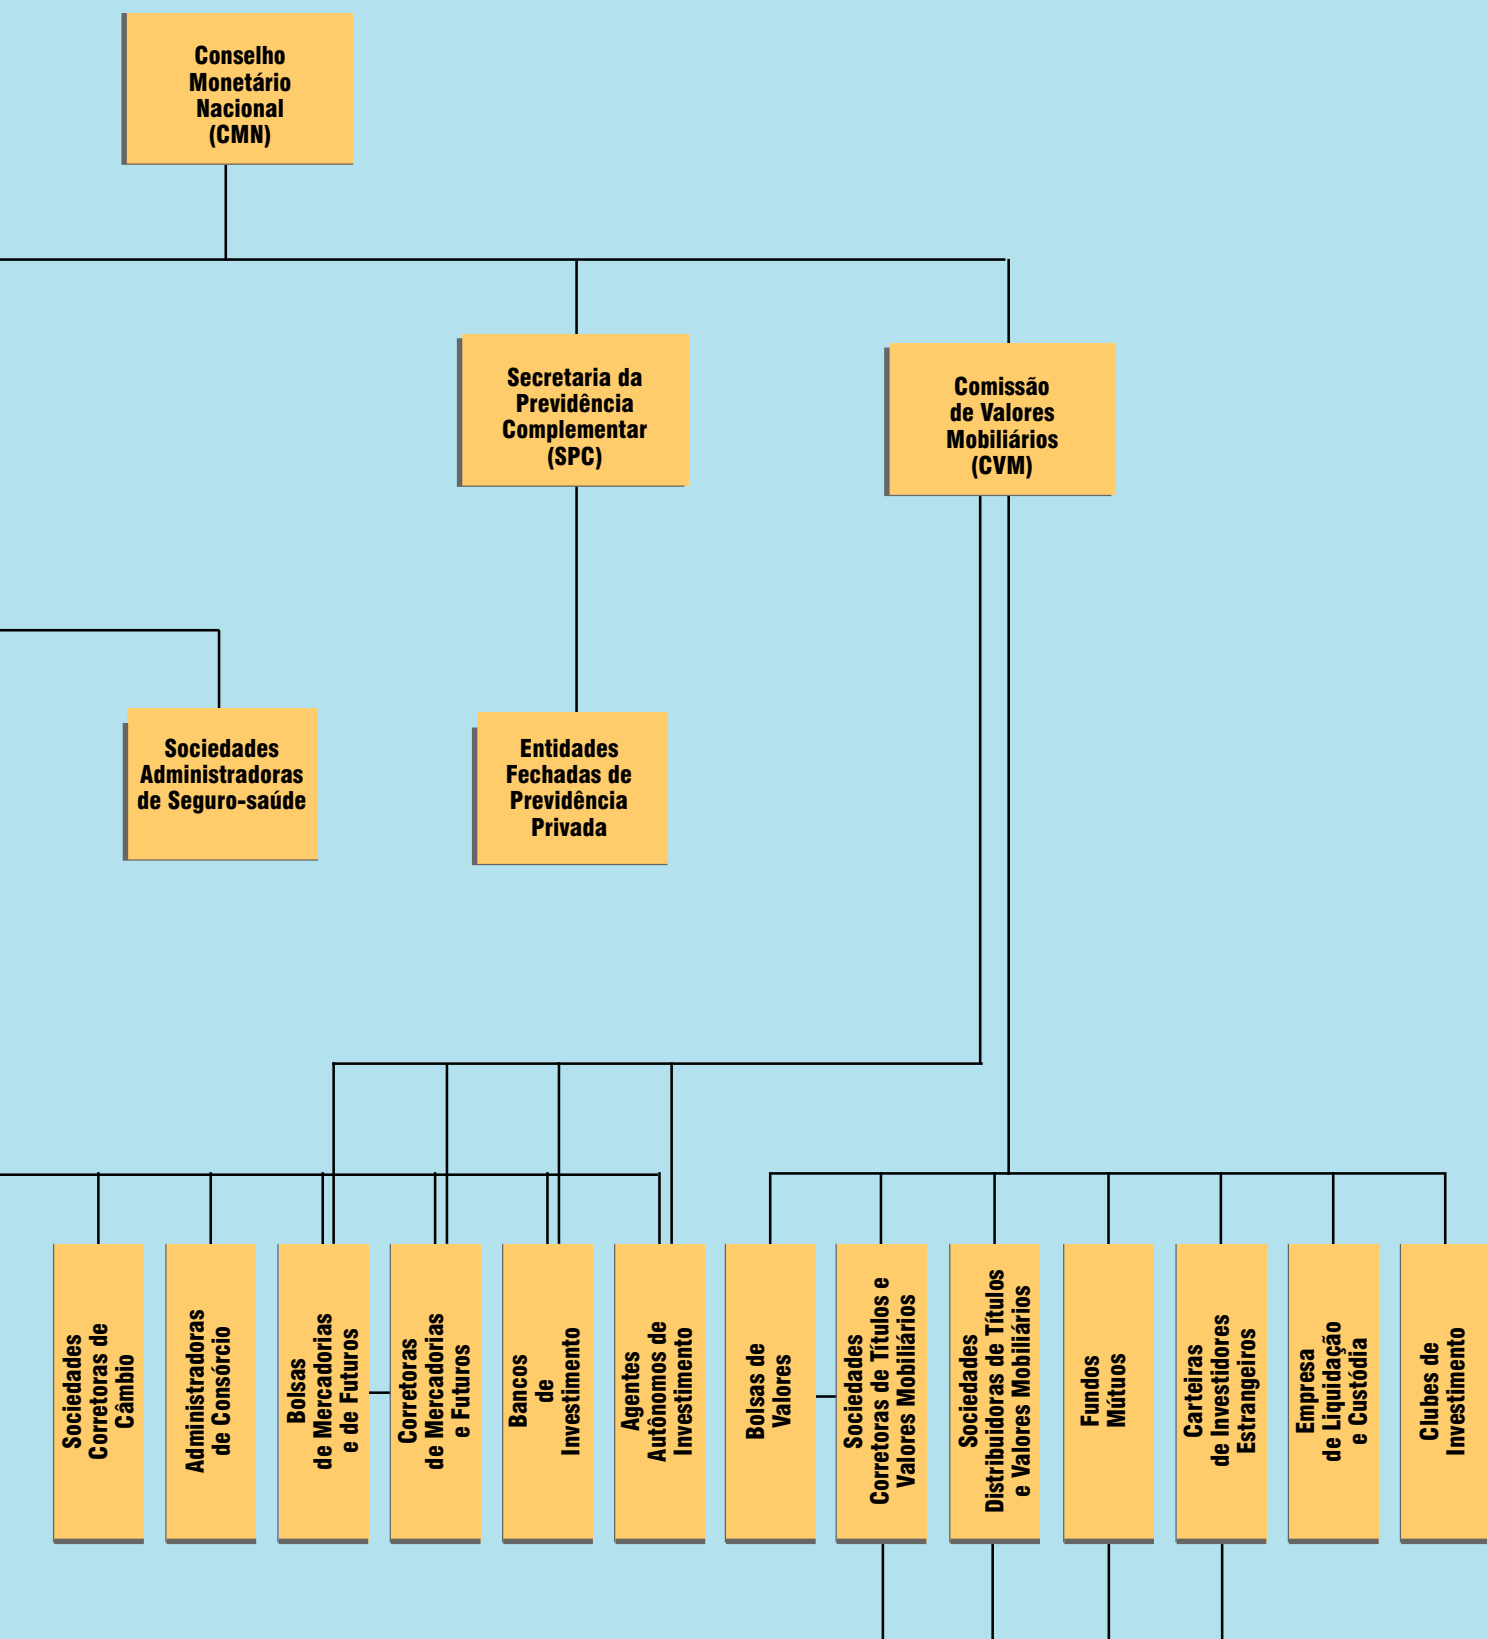 Conselho
Monetário
Nacional
(CMN)
Secretaria da
Previdência
Complementar
(SPC)
Comissão
de Valores
Mobiliários
(CVM)
Sociedades
Administradoras
de Seguro-saúde
Entidades
Fechadas de
Previdência
Privada
Sociedades
Corretoras de
Câmbio
Administradoras
de Consórcio
Bolsas
de Mercadorias
e de Futuros
Corretoras
de Mercadorias
e Futuros
Bancos
de
Investimento
Agentes
Autônomos de
Investimento
Bolsas de
Valores
Sociedades
Corretoras de Títulos e
Valores Mobiliários
Sociedades
Distribuidoras de Títulos
e Valores Mobiliários
Fundos
Mútuos
Carteiras
de Investidores
Estrangeiros
Empresa
de Liquidação
e Custódia
Clubes de
Investimento